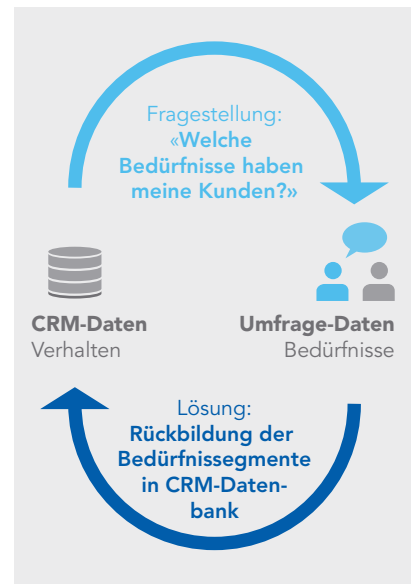 Fragestellung:
«Welche
Bedürfnisse haben
meine Kunden?»
CRM-Daten
Verhalten
Umfrage-Daten
Bedürfnisse
Lösung:
Rückbildung der
Bedürfnissegmente
in CRM-Daten-
bank